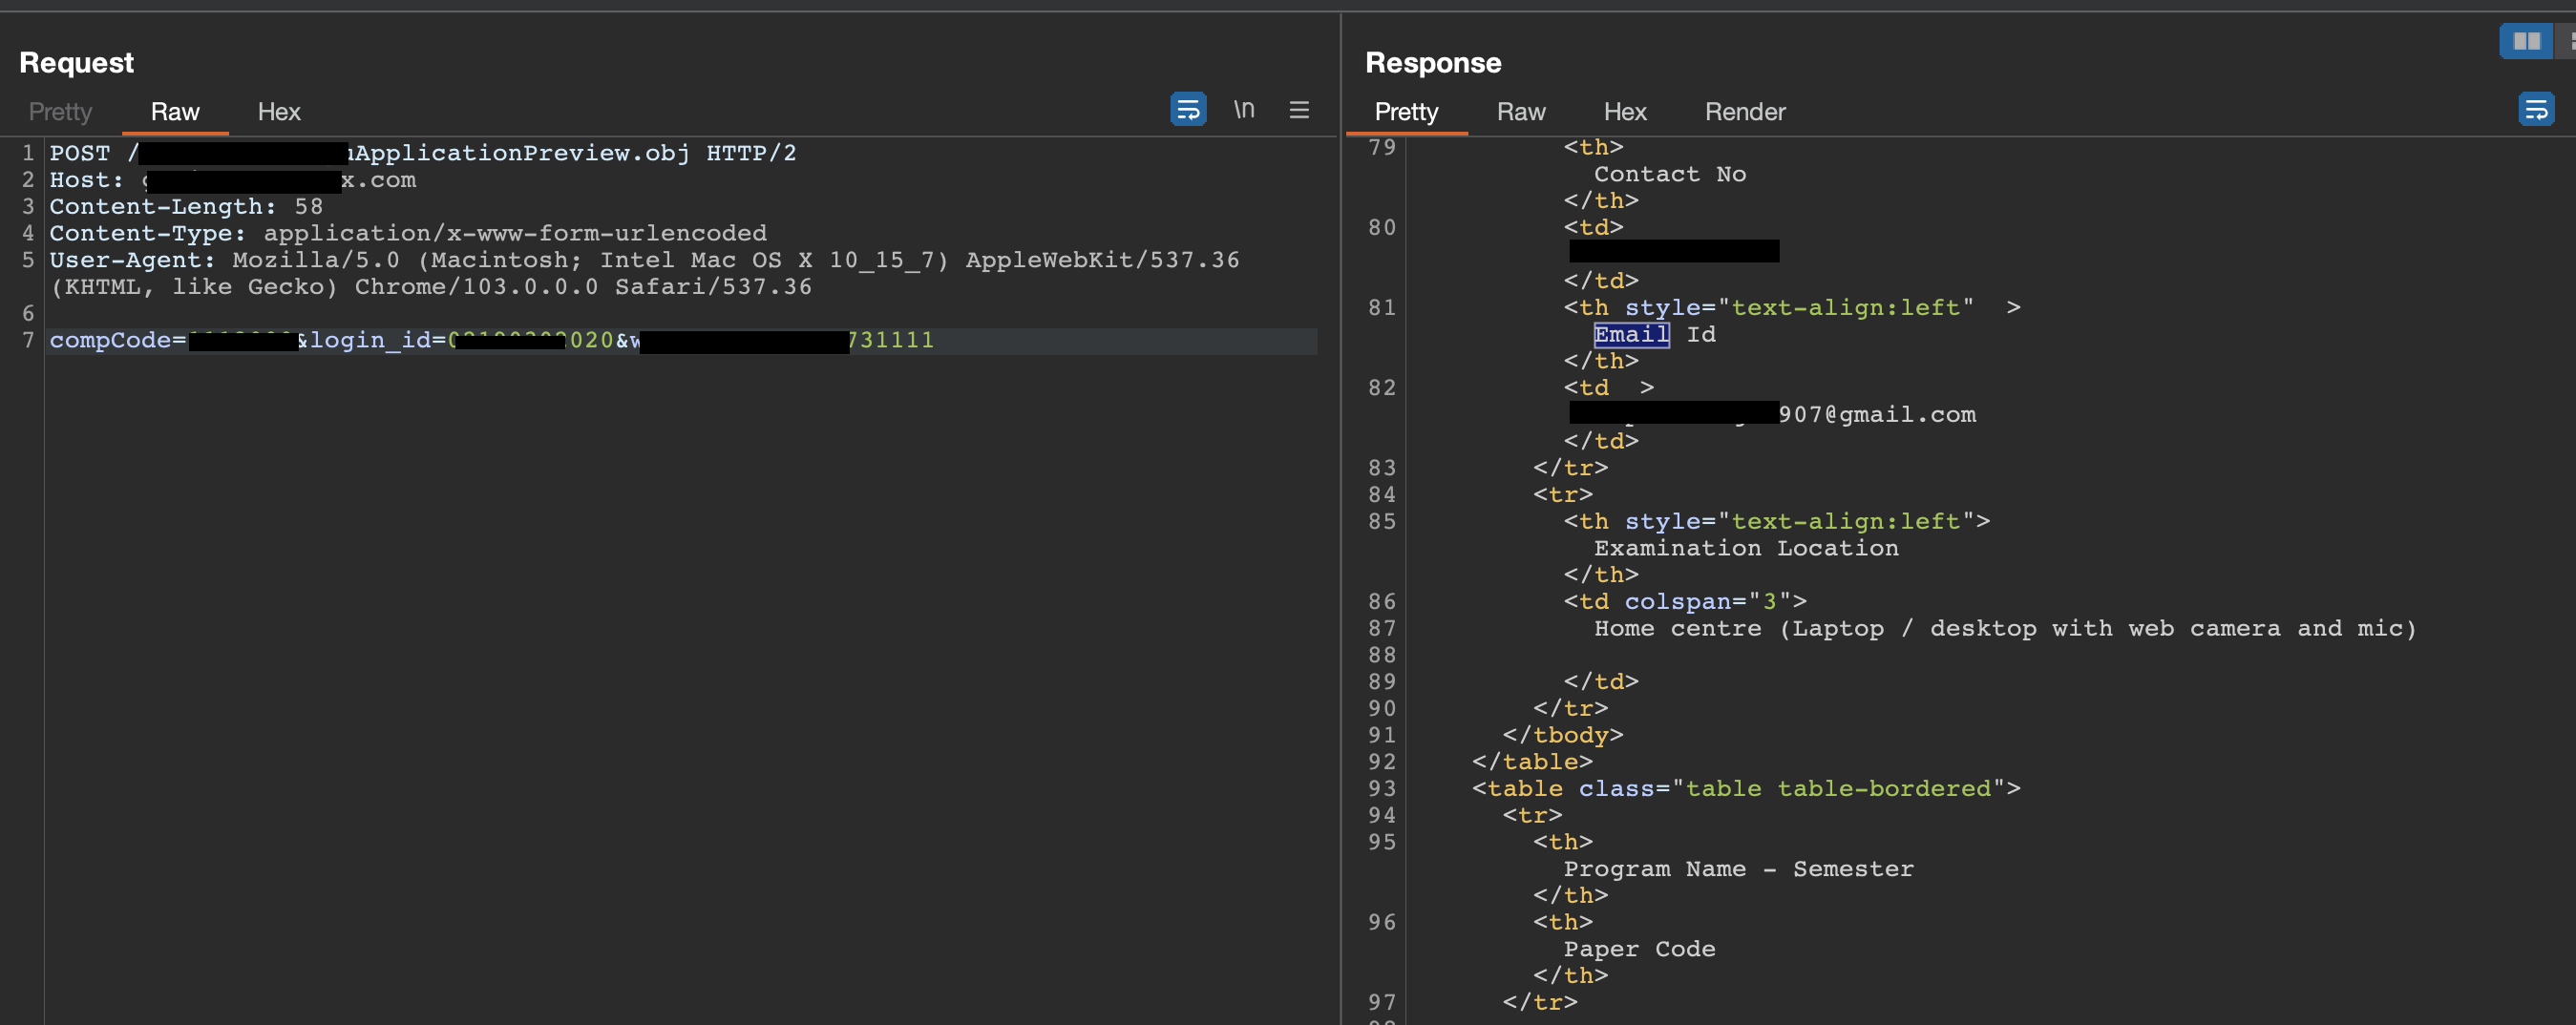 Request
Pretty Raw Hex
\n
1 POST / ApplicationPreview.obj HTTP/2
2 Host: x.com
3 Content-Length: 58
4 Content-Type: application/x-www-form-urlencoded
5 User-Agent: Mozilla/5.0 (Macintosh; Intel Mac OS X 10_15_7) AppleWebKit/537.36
(KHTML, like Gecko) Chrome/103.0.0.0 Safari/537.36
6
7 compCode= &login_id= 020&w 731111
Response
Pretty Raw Hex Render
79 <th>
Contact No
</th>
80 <td>
</td>
81 <th style="text-align:left" >
Email Id
</th>
82 <td >
907@gmail.com
</td>
83 </tr>
84 <tr>
85 <th style="text-align:left">
Examination Location
</th>
86 <td colspan="3">
87 Home centre (Laptop / desktop with web camera and mic)
88
89 </td>
90 </tr>
91 </tbody>
92 </table>
93 <table class="table table-bordered">
94 <tr>
95 <th>
Program Name - Semester
</th>
96 <th>
Paper Code
</th>
97 </tr>